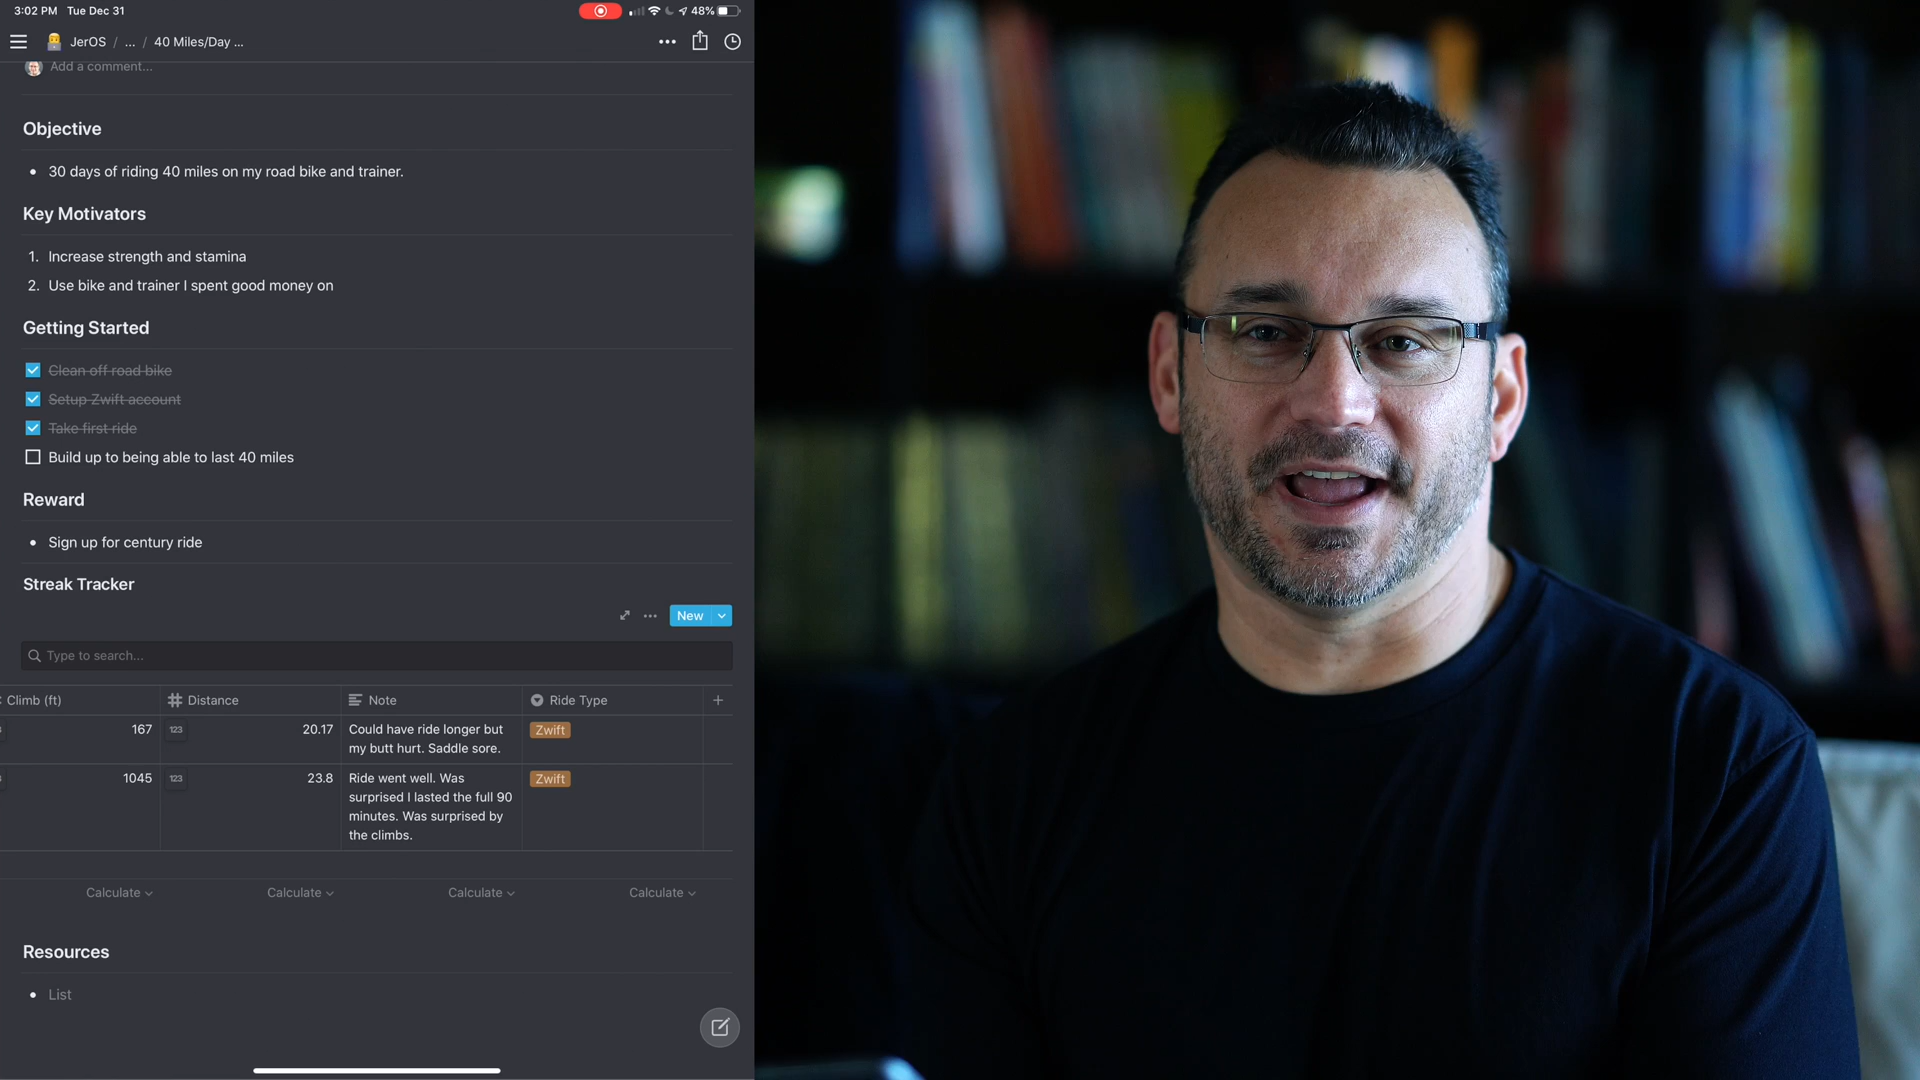 3:02 PM Tue Dec 31 48%
JerOS / ... / 40 Miles/Day ...
Add a comment...
Objective
• 30 days of riding 40 miles on my road bike and trainer.
Key Motivators
1. Increase strength and stamina
2. Use bike and trainer I spent good money on
Getting Started
Clean off road bike
Setup Zwift account
Take first ride
Build up to being able to last 40 miles
Reward
• Sign up for century ride
Streak Tracker
New
Type to search...
Climb (ft) Distance Note Ride Type
167 123 20.17 Could have ride longer but Zwift
my butt hurt. Saddle sore.
1045 123 23.8 Ride went well. Was Zwift
surprised I lasted the full 90
minutes. Was surprised by
the climbs.
Calculate Calculate Calculate Calculate
Resources
• List